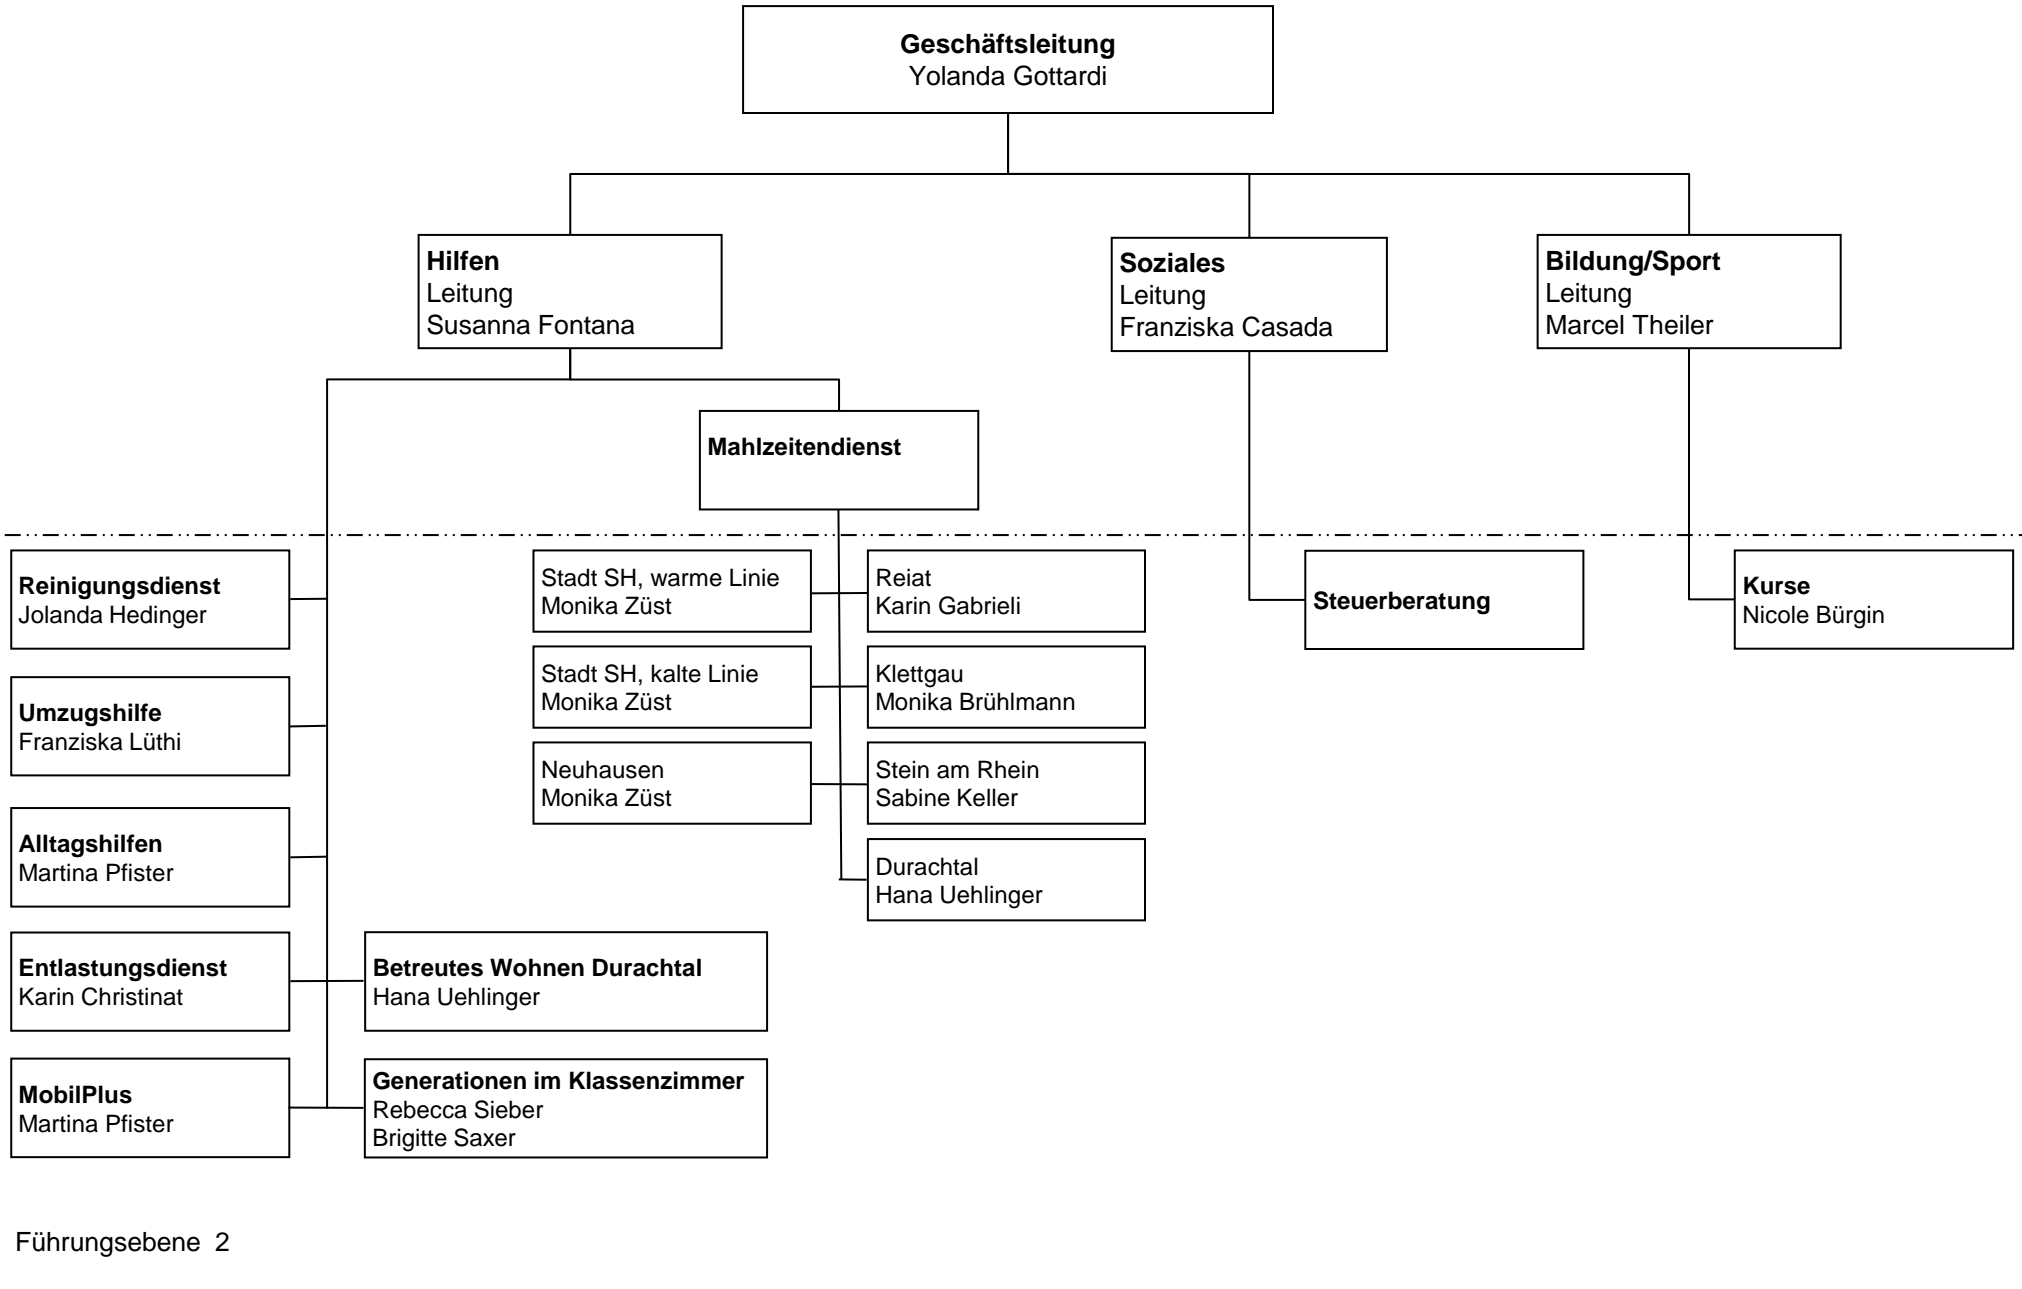 Geschäftsleitung
Yolanda Gottardi
Hilfen
Leitung
Susanna Fontana
Soziales
Leitung
Franziska Casada
Bildung/Sport
Leitung
Marcel Theiler
Mahlzeitendienst
Reinigungsdienst
Jolanda Hedinger
Umzugshilfe
Franziska Lüthi
Alltagshilfen
Martina Pfister
Entlastungsdienst
Karin Christinat
MobilPlus
Martina Pfister
Betreutes Wohnen Durachtal
Hana Uehlinger
Generationen im Klassenzimmer
Rebecca Sieber
Brigitte Saxer
Stadt SH, warme Linie
Monika Züst
Stadt SH, kalte Linie
Monika Züst
Neuhausen
Monika Züst
Reiat
Karin Gabrieli
Klettgau
Monika Brühlmann
Stein am Rhein
Sabine Keller
Durachtal
Hana Uehlinger
Steuerberatung
Kurse
Nicole Bürgin
Führungsebene 2